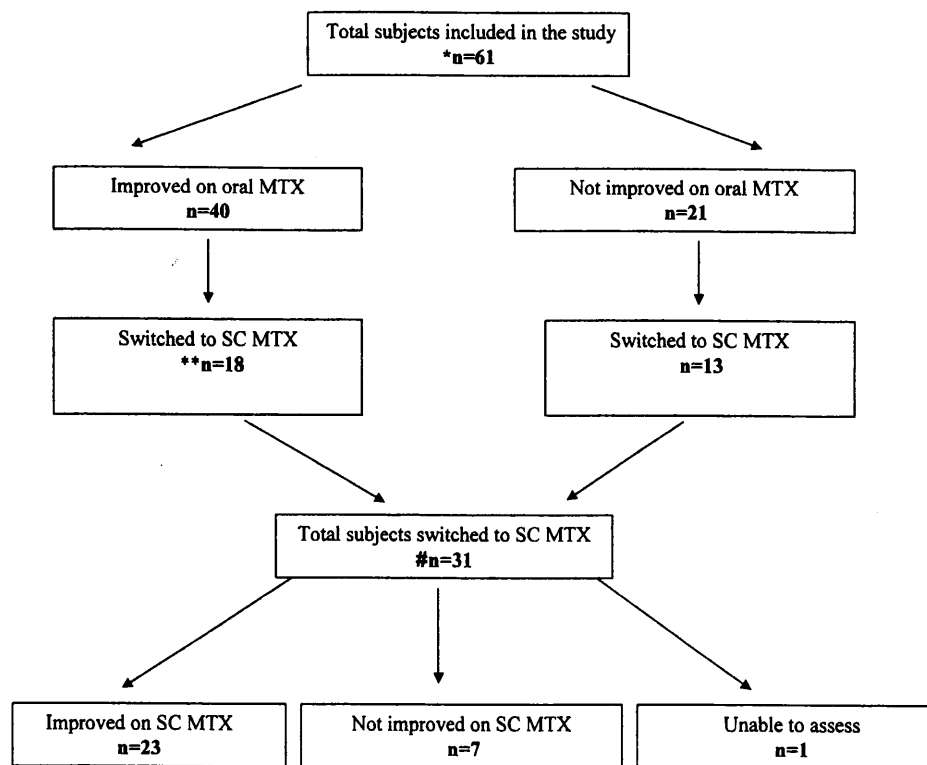 Total subjects included in the study
*n=61
Improved on oral MTX
n=40
Not improved on oral MTX
n=21
Switched to SC MTX
**n=18
Switched to SC MTX
n=13
Total subjects switched to SC MTX
#n=31
Improved on SC MTX
n=23
Not improved on SC MTX
n=7
Unable to assess
n=1